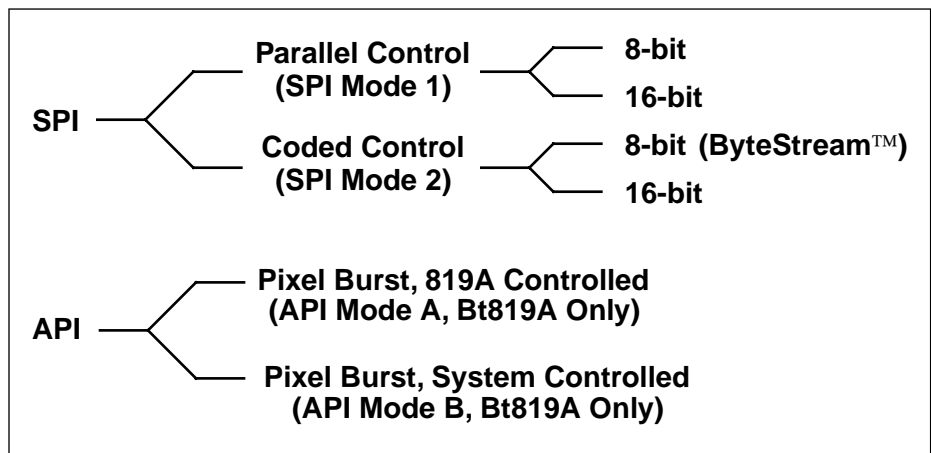 SPI
Parallel Control
(SPI Mode 1)
8-bit
16-bit
Coded Control
(SPI Mode 2)
8-bit (ByteStream™)
16-bit
API
Pixel Burst, 819A Controlled
(API Mode A, Bt819A Only)
Pixel Burst, System Controlled
(API Mode B, Bt819A Only)